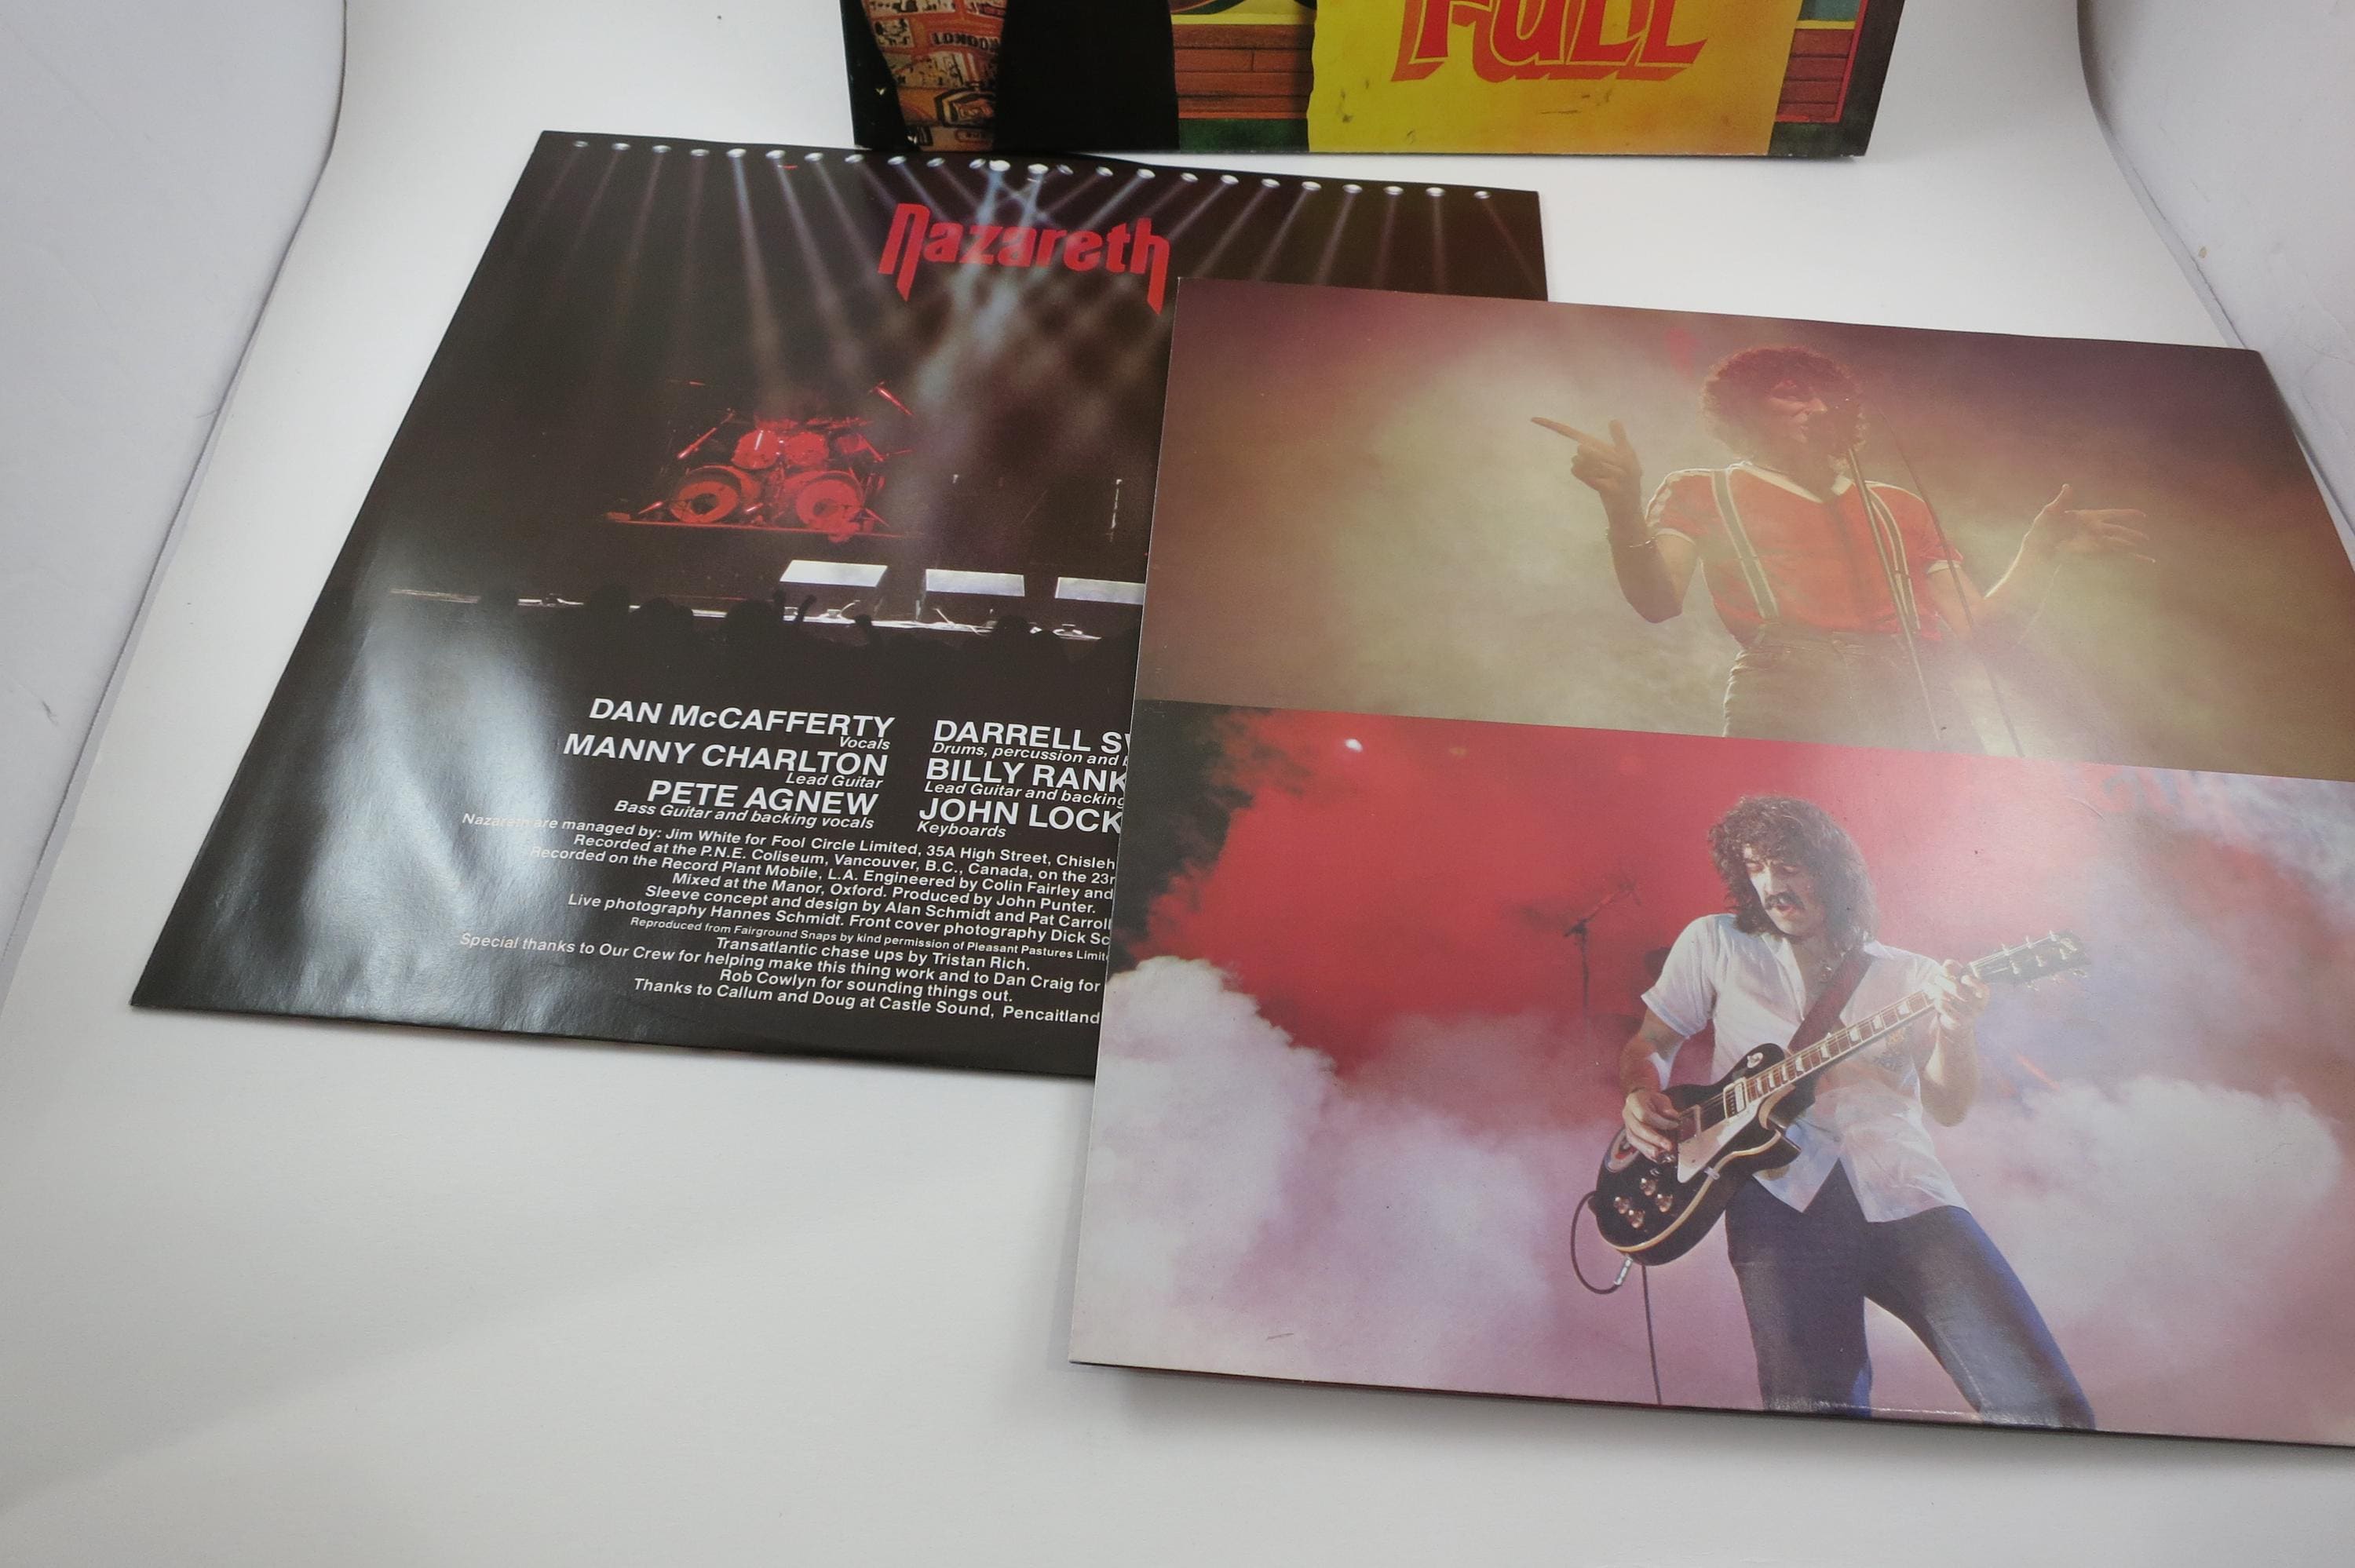 LONDON
FULL
Nazareth
DAN McCAFFERTY
Vocals
MANNY CHARLTON
Lead Guitar
PETE AGNEW
Bass Guitar and backing vocals
DARRELL
Drums, percussion and
BILLY RANK
Lead Guitar and backing
JOHN LOCK
Keyboards
Nazareth are managed by: Jim White for Fool Circle Limited, 35A High Street, Chisleh
Recorded at the P.N.E. Coliseum, Vancouver, B.C., Canada, on the 23r
Recorded on the Record Plant Mobile, L.A. Engineered by Colin Fairley and
Mixed at the Manor, Oxford. Produced by John Punter.
Sleeve concept and design by Alan Schmidt and Pat Carroll
Live photography Hannes Schmidt. Front cover photography Dick Sc
Reproduced from Fairground Snaps by kind permission of Pleasant Pastures Limit
Transatlantic chase ups by Tristan Rich.
Special thanks to Our Crew for helping make this thing work and to Dan Craig for
Rob Cowlyn for sounding things out.
Thanks to Callum and Doug at Castle Sound, Pencaitland